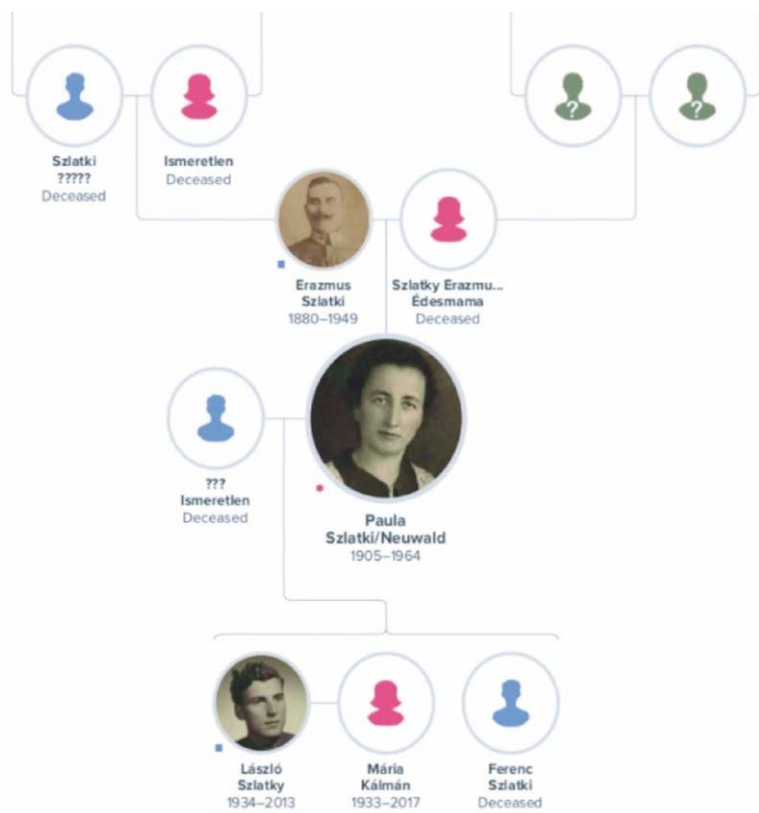 ?
?
Szlatki
?????
Deceased
Ismeretlen
Deceased
Erazmus
Szlatki
1880–1949
Szlatky Erazmu...
Édesmama
Deceased
???
Ismeretlen
Deceased
Paula
Szlatki/Neuwald
1905–1964
László
Szlatky
1934–2013
Mária
Kálmán
1933–2017
Ferenc
Szlatki
Deceased